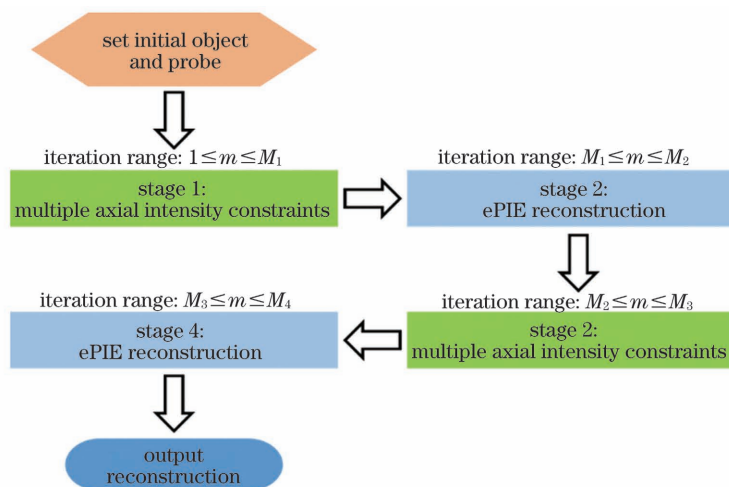 set initial object
and probe
iteration range: 1≤m≤M₁
stage 1:
multiple axial intensity constraints
iteration range: M₁≤m≤M₂
stage 2:
ePIE reconstruction
iteration range: M₂≤m≤M₃
stage 2:
multiple axial intensity constraints
iteration range: M₃≤m≤M₄
stage 4:
ePIE reconstruction
output
reconstruction